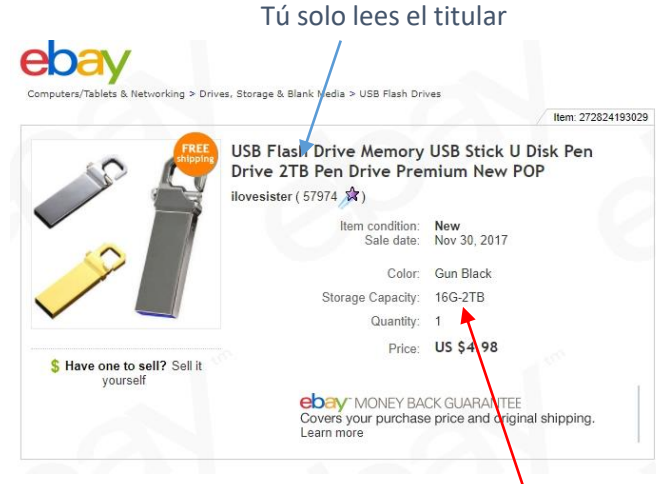 Tú solo lees el titular
ebay
Computers/Tablets & Networking > Drives, Storage & Blank Media > USB Flash Drives
Item: 272824193029
FREE
shipping
USB Flash Drive Memory USB Stick U Disk Pen
Drive 2TB Pen Drive Premium New POP
ilovesister ( 57974 )
Item condition: New
Sale date: Nov 30, 2017
Color: Gun Black
Storage Capacity: 16G-2TB
Quantity: 1
Price: US $4.98
$ Have one to sell? Sell it
yourself
ebay™ MONEY BACK GUARANTEE
Covers your purchase price and original shipping.
Learn more